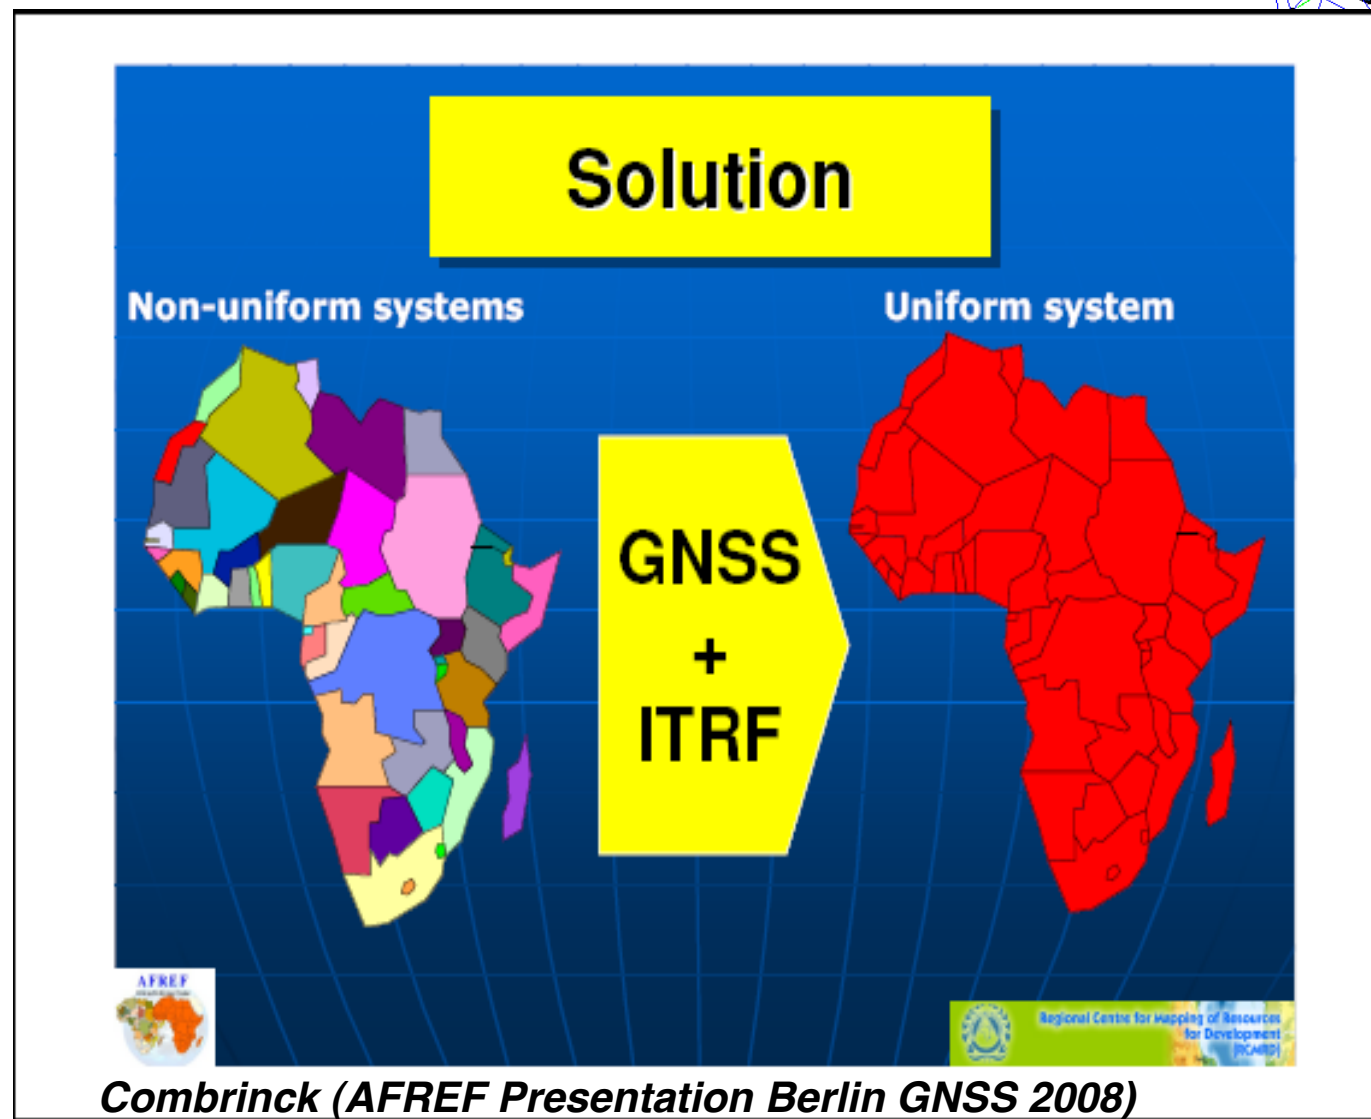 Solution
Non-uniform systems
Uniform system
GNSS
+
ITRF
AFREF
Regional Centre for Mapping of Resources
for Development
(RCMRD)
Combrinck (AFREF Presentation Berlin GNSS 2008)